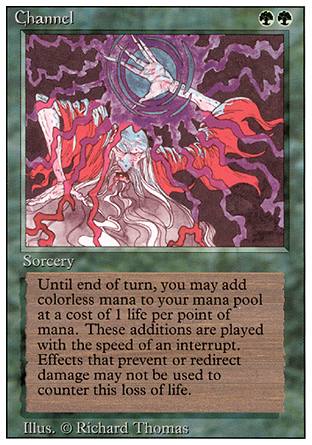 Channel
Sorcery
Until end of turn, you may add
colorless mana to your mana pool
at a cost of 1 life per point of
mana. These additions are played
with the speed of an interrupt.
Effects that prevent or redirect
damage may not be used to
counter this loss of life.
Illus. © Richard Thomas